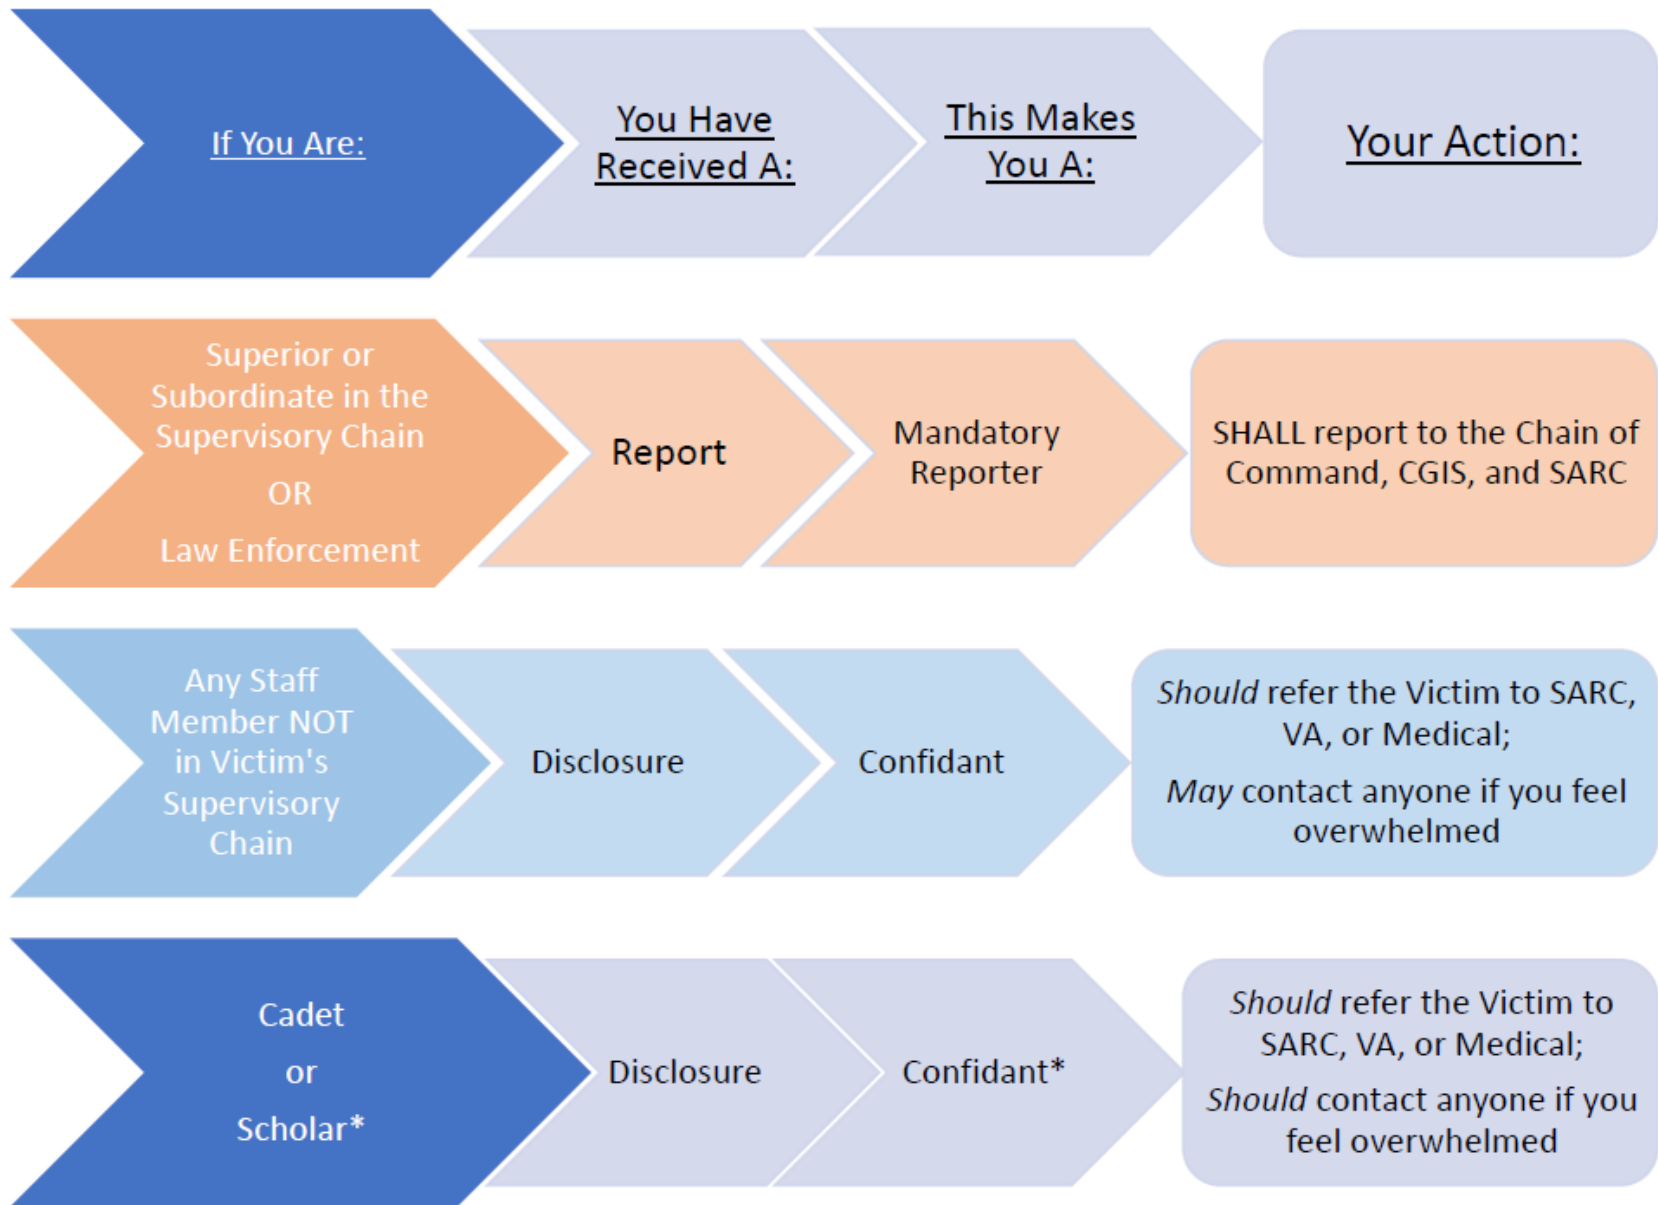 If You Are:
You Have
Received A:
This Makes
You A:
Your Action:
Superior or
Subordinate in the
Supervisory Chain
OR
Law Enforcement
Report
Mandatory
Reporter
SHALL report to the Chain of
Command, CGIS, and SARC
Any Staff
Member NOT
in Victim's
Supervisory
Chain
Disclosure
Confidant
Should refer the Victim to SARC,
VA, or Medical;
May contact anyone if you feel
overwhelmed
Cadet
or
Scholar*
Disclosure
Confidant*
Should refer the Victim to
SARC, VA, or Medical;
Should contact anyone if you
feel overwhelmed